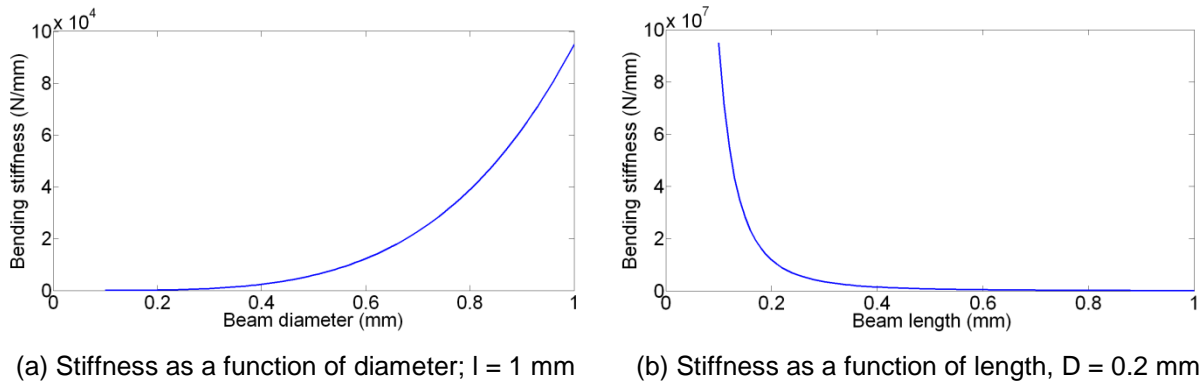 10 x 10^4
8
6
4
2
0
0 0.2 0.4 0.6 0.8 1
Bending stiffness (N/mm)
Beam diameter (mm)
(a) Stiffness as a function of diameter; l = 1 mm
10 x 10^7
8
6
4
2
0
0 0.2 0.4 0.6 0.8 1
Bending stiffness (N/mm)
Beam length (mm)
(b) Stiffness as a function of length, D = 0.2 mm